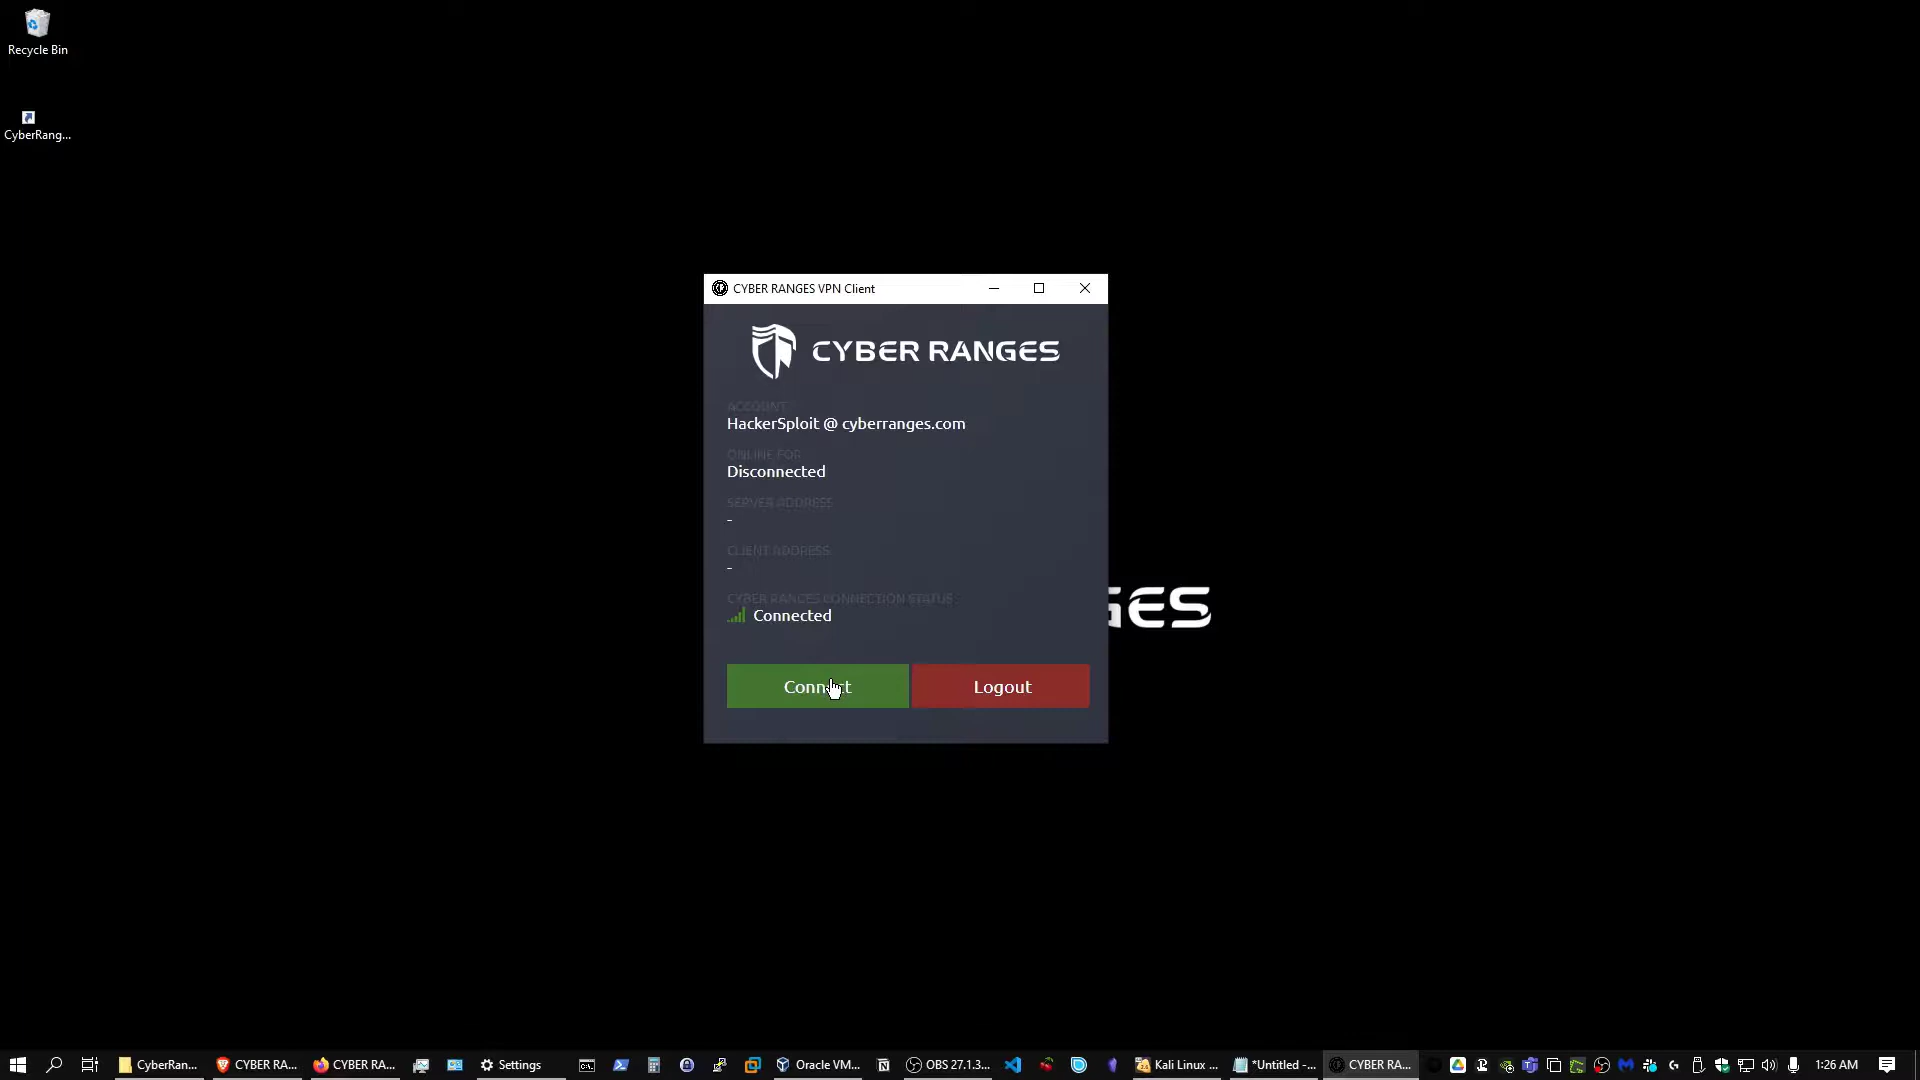 Recycle Bin
CyberRang...
CYBER RANGES VPN Client
CYBER RANGES
ACCOUNT
HackerSploit @ cyberranges.com
ONLINE FOR
Disconnected
SERVER ADDRESS
-
CLIENT ADDRESS
-
CYBER RANGES CONNECTION STATUS
Connected
GES
Connect
Logout
CyberRan...
CYBER RA...
CYBER RA...
Settings
Oracle VM...
OBS 27.1.3...
Kali Linux ...
*Untitled -...
CYBER RA...
1:26 AM